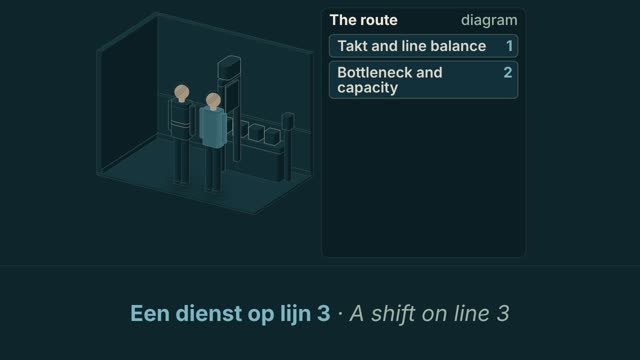 The route diagram
Takt and line balance 1
Bottleneck and 2
capacity
Een dienst op lijn 3 · A shift on line 3